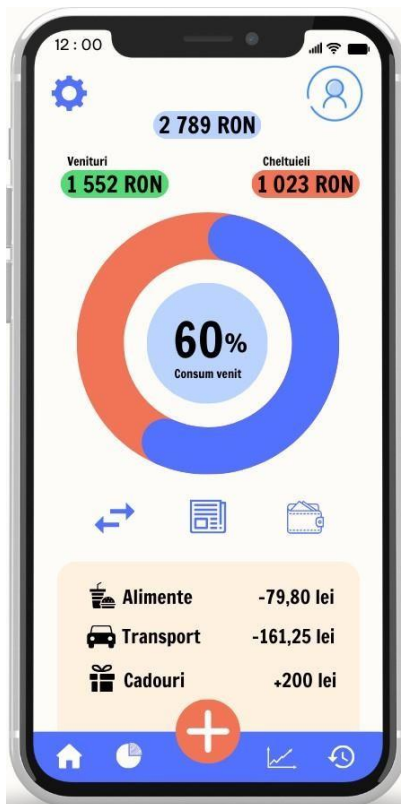 12 : 00
2 789 RON
Venituri
Cheltuieli
1 552 RON
1 023 RON
60%
Consum venit
Alimente -79,80 lei
Transport -161,25 lei
Cadouri +200 lei